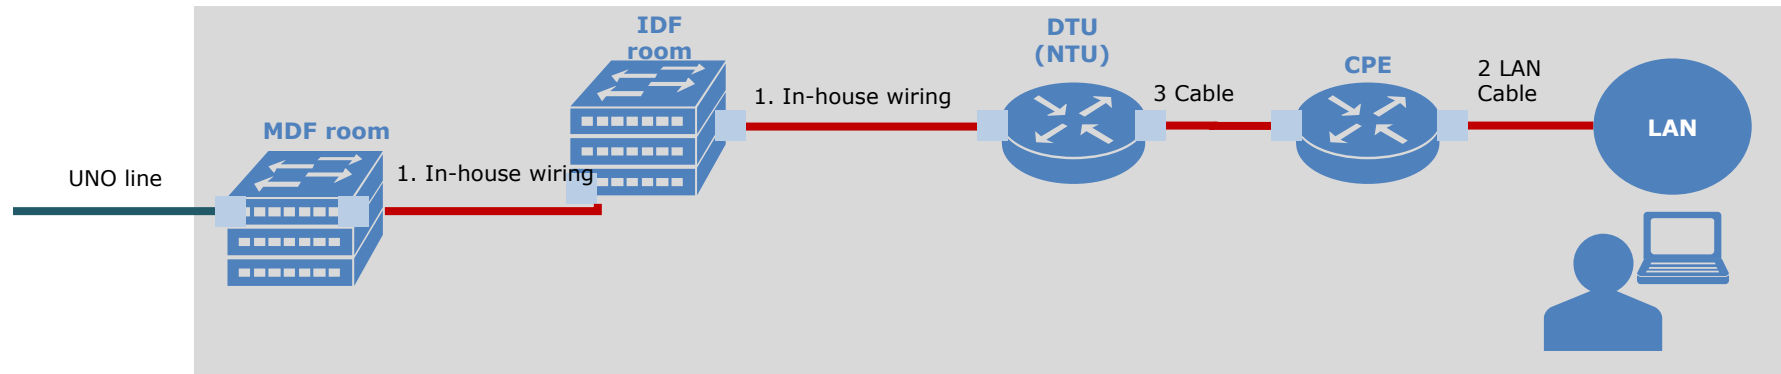 UNO line
MDF room
1. In-house wiring
IDF
room
1. In-house wiring
DTU
(NTU)
3 Cable
CPE
2 LAN
Cable
LAN